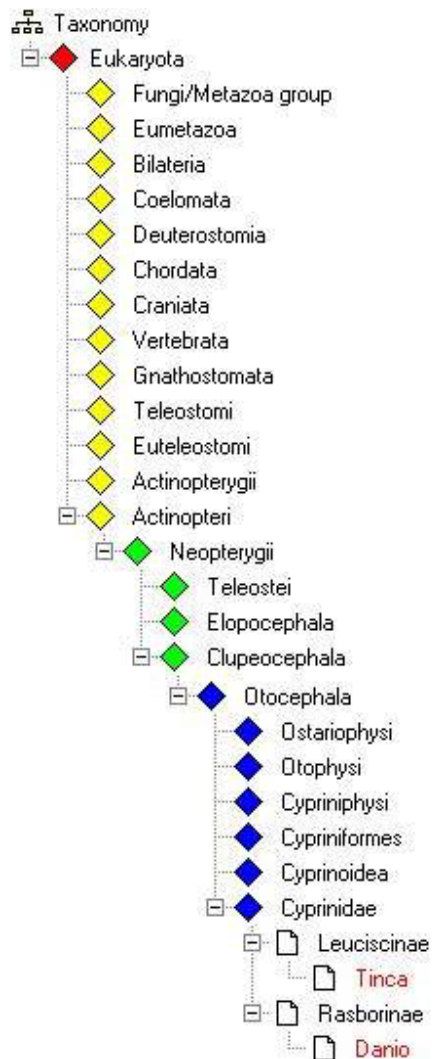 Taxonomy
Eukaryota
Fungi/Metazoa group
Eumetazoa
Bilateria
Coelomata
Deuterostomia
Chordata
Craniata
Vertebrata
Gnathostomata
Teleostomi
Euteleostomi
Actinopterygii
Actinopteri
Neopterygii
Teleostei
Elopocephala
Clupeocephala
Otocephala
Ostariophysi
Otophysi
Cypriniphysi
Cypriniformes
Cyprinoidea
Cyprinidae
Leuciscinae
Tinca
Rasborinae
Danio